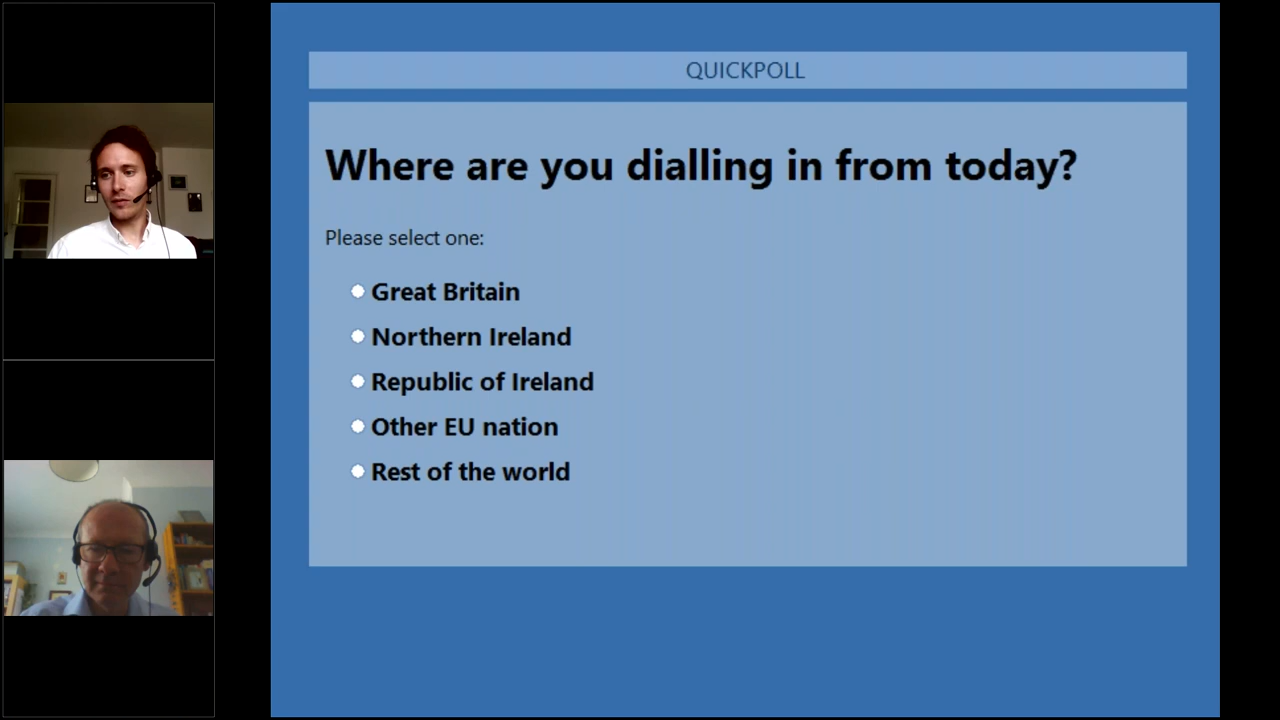 QUICKPOLL
Where are you dialling in from today?
Please select one:
Great Britain
Northern Ireland
Republic of Ireland
Other EU nation
Rest of the world